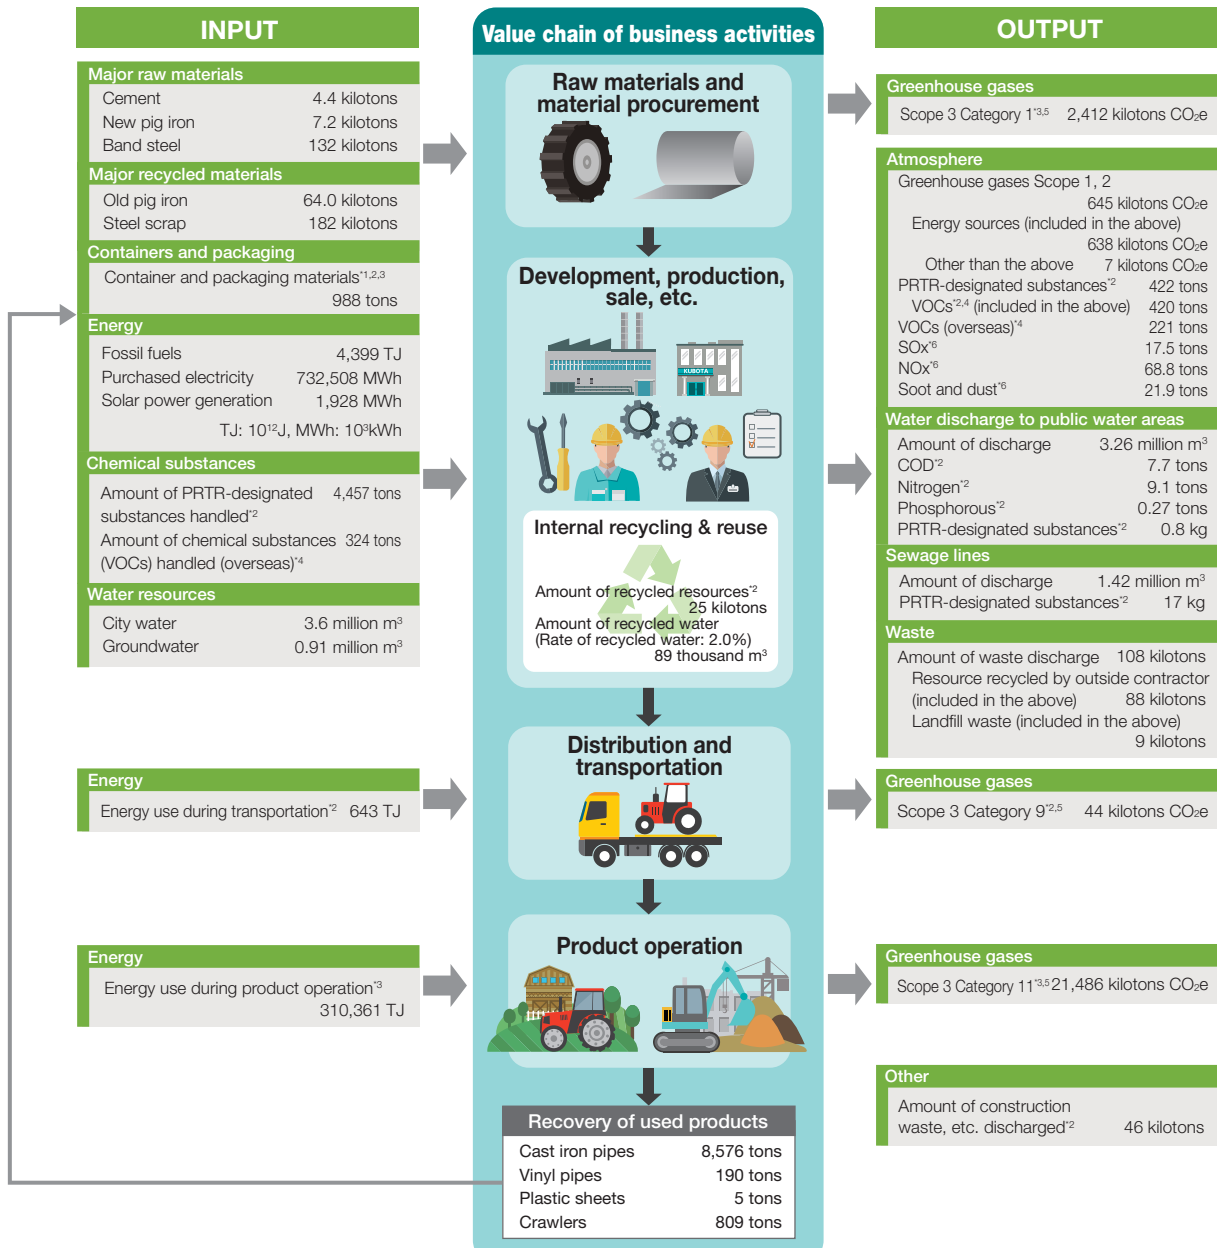 INPUT
Major raw materials
Cement 4.4 kilotons
New pig iron 7.2 kilotons
Band steel 132 kilotons
Major recycled materials
Old pig iron 64.0 kilotons
Steel scrap 182 kilotons
Containers and packaging
Container and packaging materials*1,2,3
988 tons
Energy
Fossil fuels 4,399 TJ
Purchased electricity 732,508 MWh
Solar power generation 1,928 MWh
TJ: 10¹²J, MWh: 10³kWh
Chemical substances
Amount of PRTR-designated 4,457 tons
substances handled*2
Amount of chemical substances 324 tons
(VOCs) handled (overseas)*4
Water resources
City water 3.6 million m³
Groundwater 0.91 million m³
Energy
Energy use during transportation*2 643 TJ
Energy
Energy use during product operation*3
310,361 TJ
Value chain of business activities
Raw materials and
material procurement
Development, production,
sale, etc.
KUBOTA
Internal recycling & reuse
Amount of recycled resources*2
25 kilotons
Amount of recycled water
(Rate of recycled water: 2.0%)
89 thousand m³
Distribution and
transportation
Product operation
Recovery of used products
Cast iron pipes 8,576 tons
Vinyl pipes 190 tons
Plastic sheets 5 tons
Crawlers 809 tons
OUTPUT
Greenhouse gases
Scope 3 Category 1*3,5 2,412 kilotons CO₂e
Atmosphere
Greenhouse gases Scope 1, 2
645 kilotons CO₂e
Energy sources (included in the above)
638 kilotons CO₂e
Other than the above 7 kilotons CO₂e
PRTR-designated substances*2 422 tons
VOCs*2,4 (included in the above) 420 tons
VOCs (overseas)*4 221 tons
SOx*6 17.5 tons
NOx*6 68.8 tons
Soot and dust*6 21.9 tons
Water discharge to public water areas
Amount of discharge 3.26 million m³
COD*2 7.7 tons
Nitrogen*2 9.1 tons
Phosphorous*2 0.27 tons
PRTR-designated substances*2 0.8 kg
Sewage lines
Amount of discharge 1.42 million m³
PRTR-designated substances*2 17 kg
Waste
Amount of waste discharge 108 kilotons
Resource recycled by outside contractor
(included in the above) 88 kilotons
Landfill waste (included in the above)
9 kilotons
Greenhouse gases
Scope 3 Category 9*2,5 44 kilotons CO₂e
Greenhouse gases
Scope 3 Category 11*3,5 21,486 kilotons CO₂e
Other
Amount of construction
waste, etc. discharged*2 46 kilotons